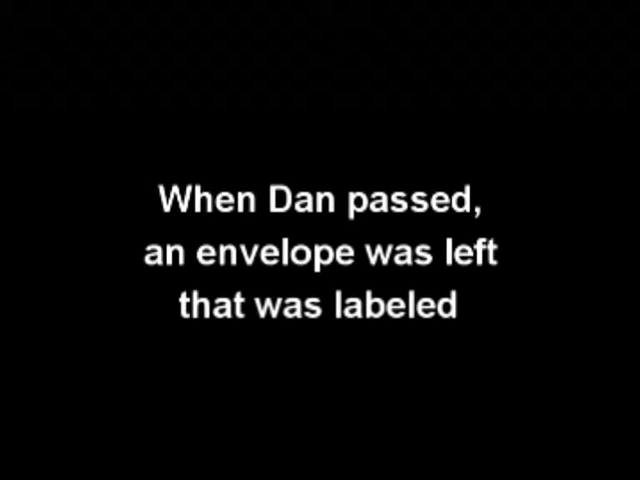 When Dan passed,
an envelope was left
that was labeled